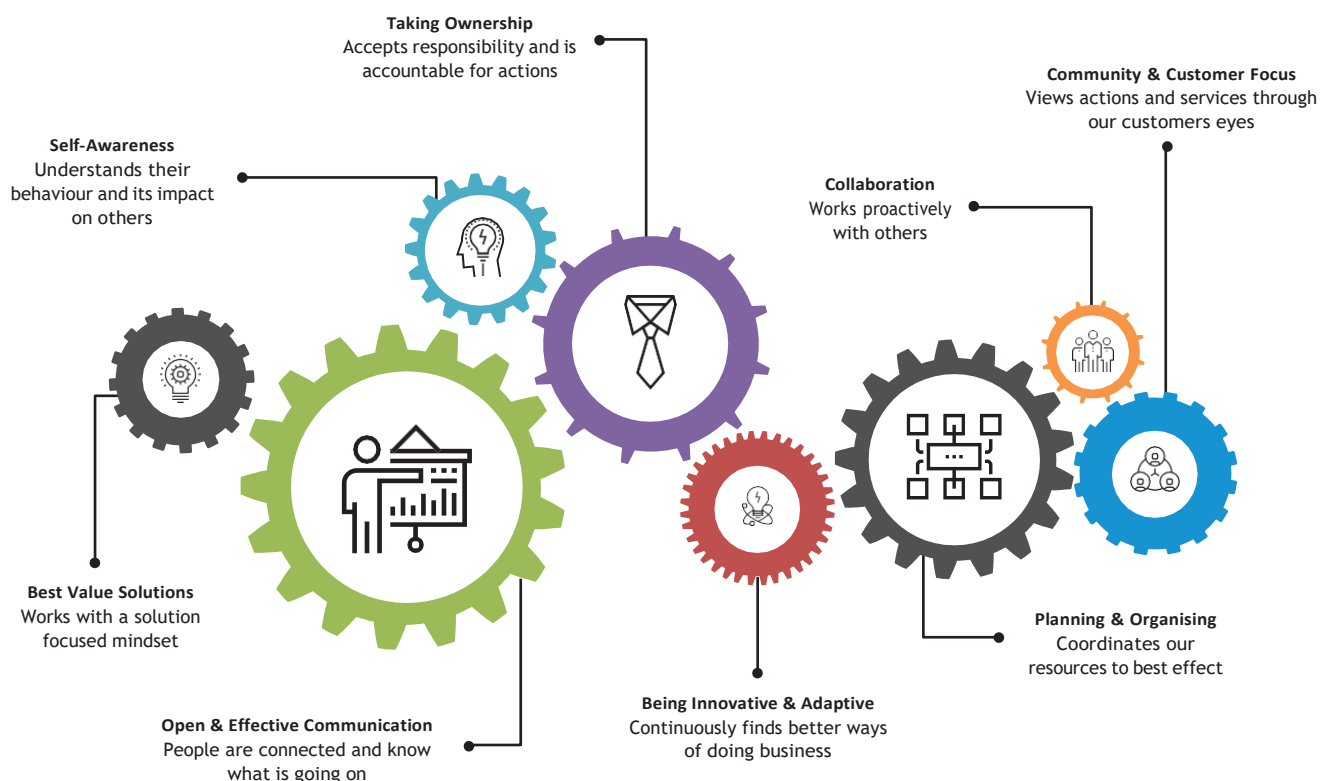 Taking Ownership
Accepts responsibility and is
accountable for actions
Community & Customer Focus
Views actions and services through
our customers eyes
Self-Awareness
Understands their
behaviour and its impact
on others
Collaboration
Works proactively
with others
Best Value Solutions
Works with a solution
focused mindset
Planning & Organising
Coordinates our
resources to best effect
Being Innovative & Adaptive
Continuously finds better ways
of doing business
Open & Effective Communication
People are connected and know
what is going on